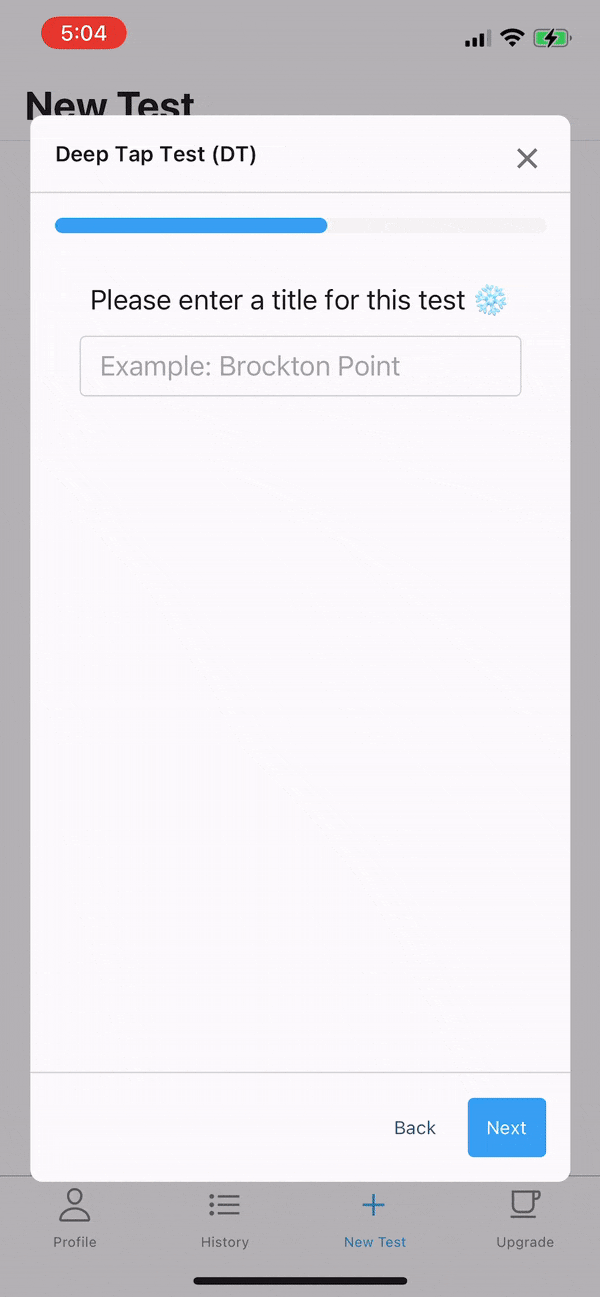 5:04
New Test
Deep Tap Test (DT)
Please enter a title for this test ❄️
Example: Brockton Point
Back
Next
Profile
History
New Test
Upgrade